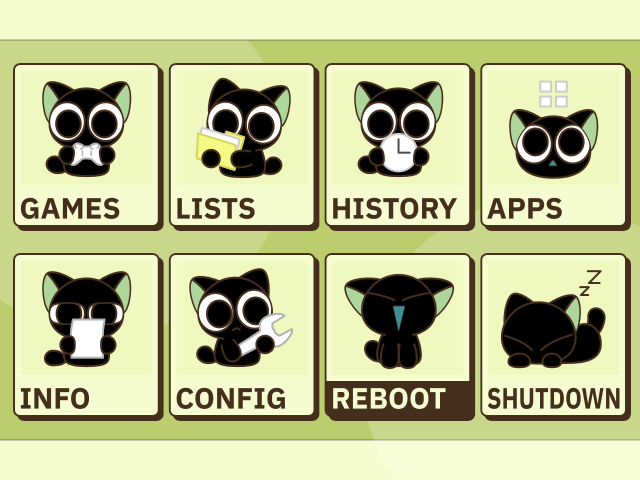 GAMES
LISTS
HISTORY
APPS
z
z
INFO
CONFIG
REBOOT
SHUTDOWN